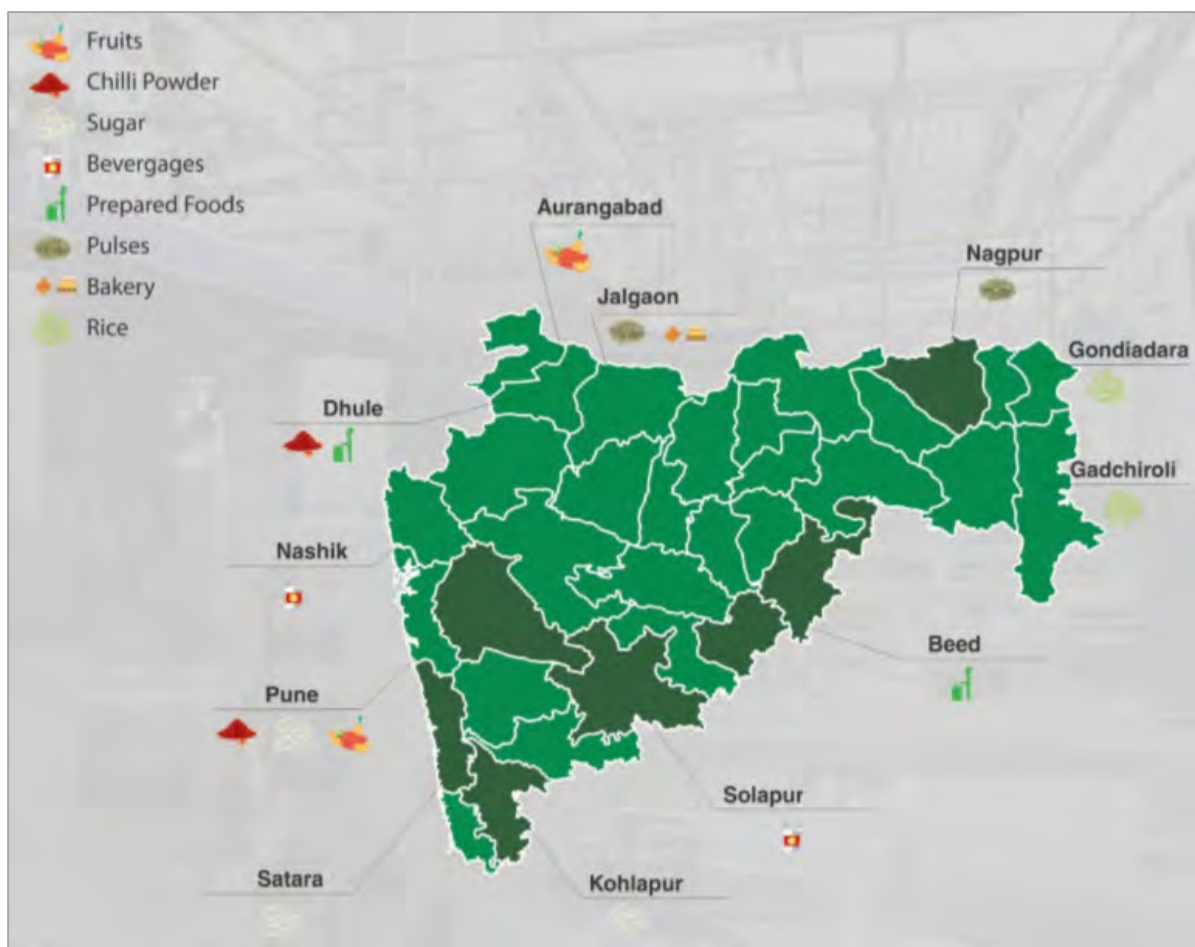 Fruits
Chilli Powder
Sugar
Bevergages
Prepared Foods
Pulses
Bakery
Rice
Aurangabad
Nagpur
Jalgaon
Gondiadara
Dhule
Gadchiroli
Nashik
Beed
Pune
Solapur
Satara
Kohlapur